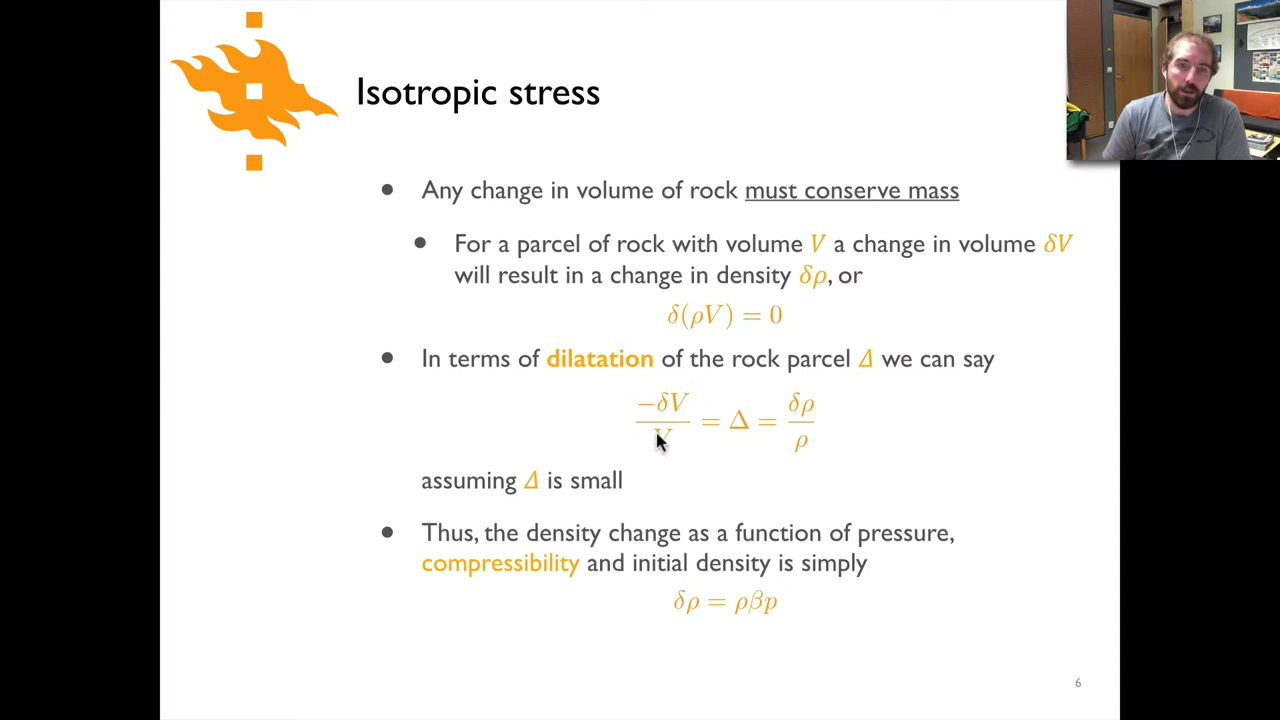 Isotropic stress
• Any change in volume of rock must conserve mass
• For a parcel of rock with volume V a change in volume δV
will result in a change in density δρ, or
δ(ρV) = 0
• In terms of dilatation of the rock parcel Δ we can say
−δV/V = Δ = δρ/ρ
assuming Δ is small
• Thus, the density change as a function of pressure,
compressibility and initial density is simply
δρ = ρβp
6